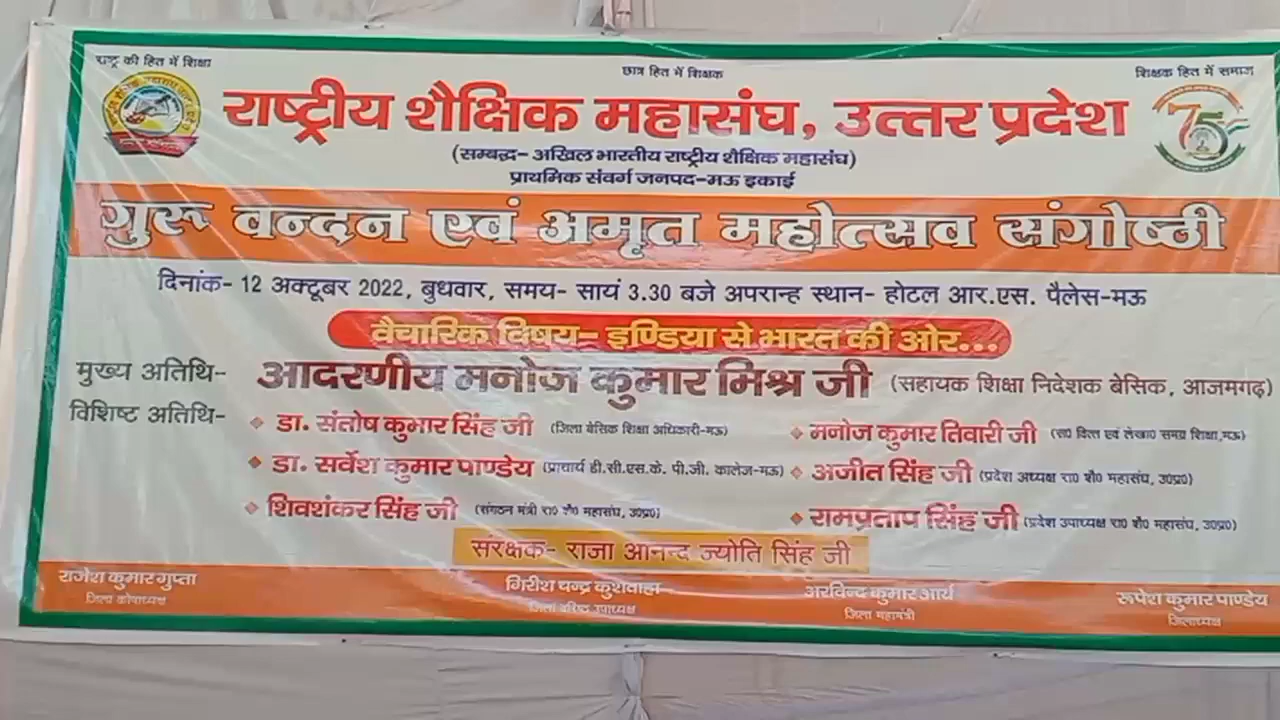 राष्ट्र की हित में शिक्षा
छात्र हित में शिक्षक
शिक्षक हित में समाज
राष्ट्रीय शैक्षिक महासंघ, उत्तर प्रदेश
75
(सम्बद्ध- अखिल भारतीय राष्ट्रीय शैक्षिक महासंघ)
प्राथमिक संवर्ग जनपद-मऊ इकाई
गुरू वन्दन एवं अमृत महोत्सव संगोष्ठी
दिनांक- 12 अक्टूबर 2022, बुधवार, समय- सायं 3.30 बजे अपरान्ह स्थान- होटल आर.एस. पैलेस-मऊ
वैचारिक विषय- इण्डिया से भारत की ओर...
मुख्य अतिथि- आदरणीय मनोज कुमार मिश्र जी (सहायक शिक्षा निदेशक बेसिक, आजमगढ़)
विशिष्ट अतिथि- डा. संतोष कुमार सिंह जी (जिला बेसिक शिक्षा अधिकारी-मऊ)
मनोज कुमार तिवारी जी (स0 वित्त एवं लेखा0 समग्र शिक्षा,मऊ)
डा. सर्वेश कुमार पाण्डेय (प्राचार्य डी.सी.एस.के. पी.जी. कालेज-मऊ)
अजीत सिंह जी (प्रदेश अध्यक्ष रा0 शै0 महासंघ, उ0प्र0)
शिवशंकर सिंह जी (संगठन मंत्री रा0 शै0 महासंघ, उ0प्र0)
रामप्रताप सिंह जी (प्रदेश उपाध्यक्ष रा0 शै0 महासंघ, उ0प्र0)
संरक्षक- राजा आनन्द ज्योति सिंह जी
राजेश कुमार गुप्ता
जिला कोषाध्यक्ष
गिरीश चन्द्र कुशवाहा
जिला वरिष्ठ उपाध्यक्ष
अरविन्द कुमार आर्य
जिला महामंत्री
रूपेश कुमार पाण्डेय
जिलाध्यक्ष